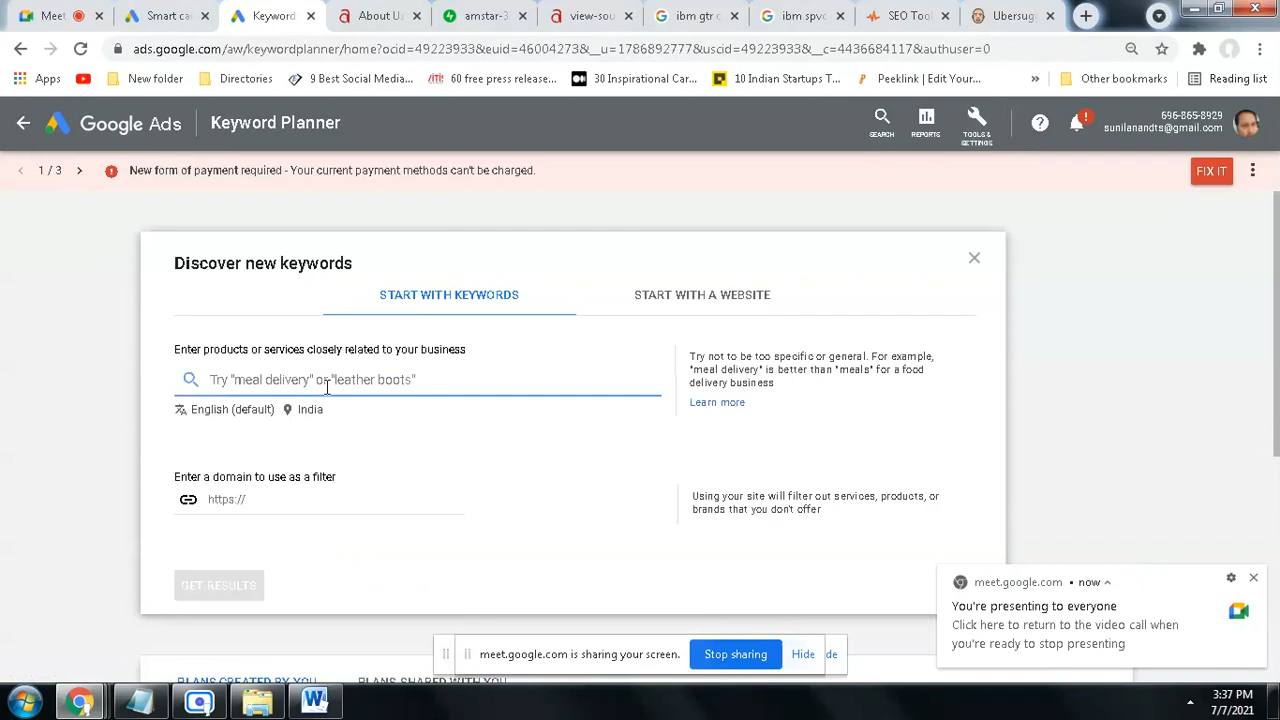 Meet
Smart ca
Keyword
About U
amstar-
view-sou
ibm gtr c
ibm spvc
SEO To
Ubersug
ads.google.com/aw/keywordplanner/home?ocid=49223933&euid=46004273&__u=1786892777&uscid=49223933&__c=4436684117&authuser=0
Apps
New folder
Directories
9 Best Social Media...
60 free press release...
30 Inspirational Car...
10 Indian Startups T...
Peeklink | Edit Your...
»
Other bookmarks
Reading list
Google Ads
Keyword Planner
SEARCH
REPORTS
TOOLS & SETTINGS
696-865-8929
sunilanandts@gmail.com
1 / 3
New form of payment required - Your current payment methods can't be charged.
FIX IT
Discover new keywords
START WITH KEYWORDS
START WITH A WEBSITE
Enter products or services closely related to your business
Try "meal delivery" or "leather boots"
English (default)
India
Try not to be too specific or general. For example,
"meal delivery" is better than "meals" for a food
delivery business
Learn more
Enter a domain to use as a filter
https://
Using your site will filter out services, products, or
brands that you don't offer
GET RESULTS
meet.google.com • now
You're presenting to everyone
Click here to return to the video call when
you're ready to stop presenting
meet.google.com is sharing your screen.
Stop sharing
Hide
de
PLANS CREATED BY YOU
PLANS SHARED WITH YOU
3:37 PM
7/7/2021